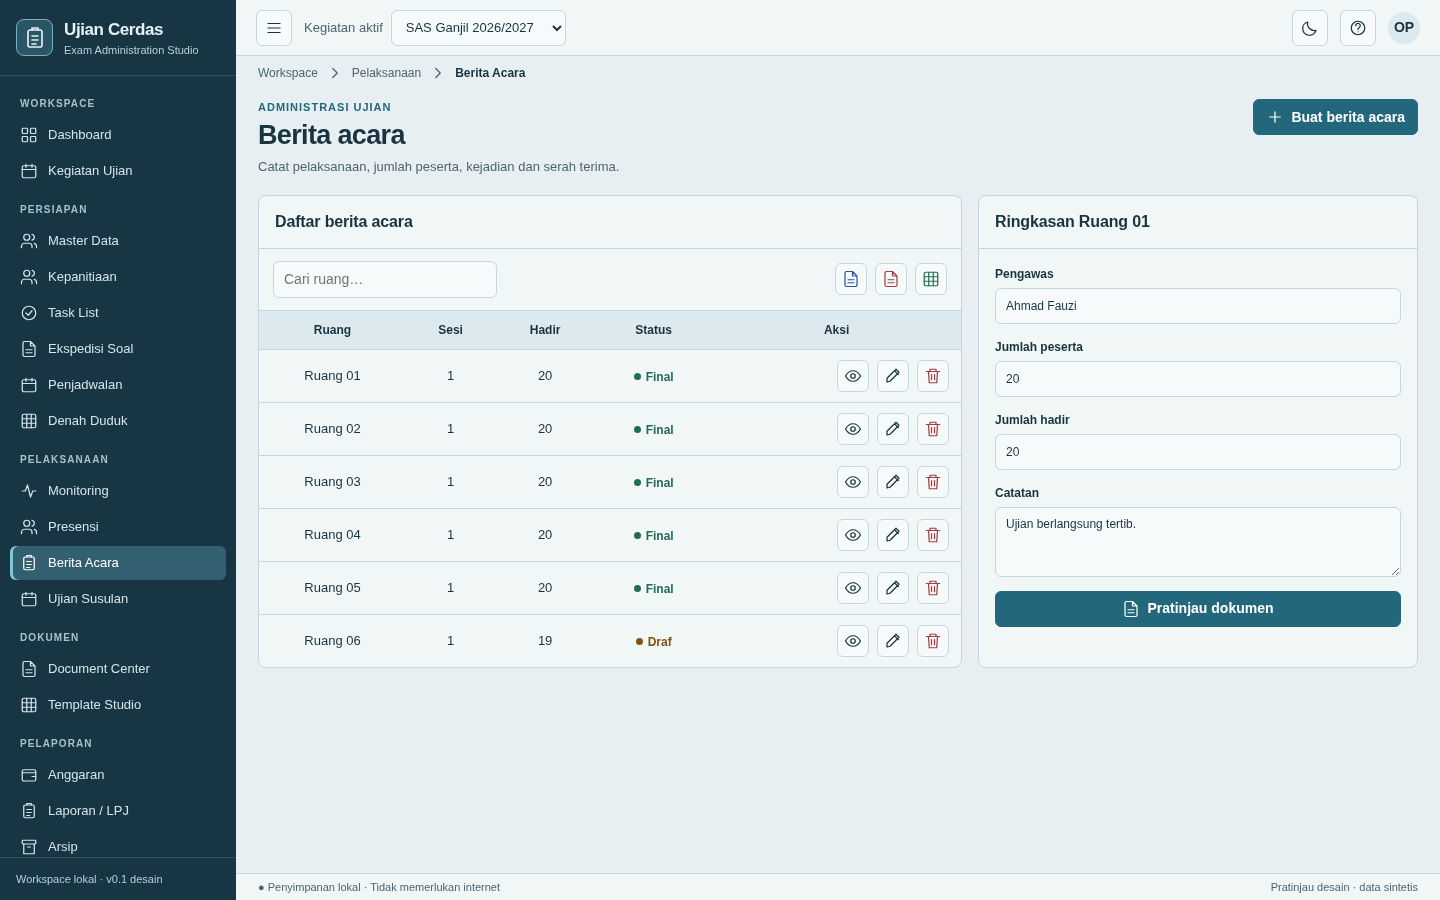 Ujian Cerdas
Exam Administration Studio
WORKSPACE
Dashboard
Kegiatan Ujian
PERSIAPAN
Master Data
Kepanitiaan
Task List
Ekspedisi Soal
Penjadwalan
Denah Duduk
PELAKSANAAN
Monitoring
Presensi
Berita Acara
Ujian Susulan
DOKUMEN
Document Center
Template Studio
PELAPORAN
Anggaran
Laporan / LPJ
Arsip
Workspace lokal · v0.1 desain
Kegiatan aktif SAS Ganjil 2026/2027 OP
Workspace Pelaksanaan Berita Acara
ADMINISTRASI UJIAN
Berita acara
Catat pelaksanaan, jumlah peserta, kejadian dan serah terima.
Buat berita acara
Daftar berita acara
Cari ruang…
Ruang Sesi Hadir Status Aksi
Ruang 01 1 20 Final
Ruang 02 1 20 Final
Ruang 03 1 20 Final
Ruang 04 1 20 Final
Ruang 05 1 20 Final
Ruang 06 1 19 Draf
Ringkasan Ruang 01
Pengawas
Ahmad Fauzi
Jumlah peserta
20
Jumlah hadir
20
Catatan
Ujian berlangsung tertib.
Pratinjau dokumen
● Penyimpanan lokal · Tidak memerlukan internet
Pratinjau desain · data sintetis